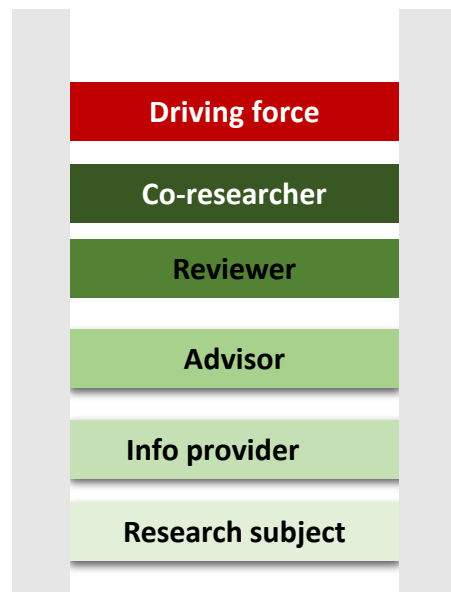 Driving force
Co-researcher
Reviewer
Advisor
Info provider
Research subject